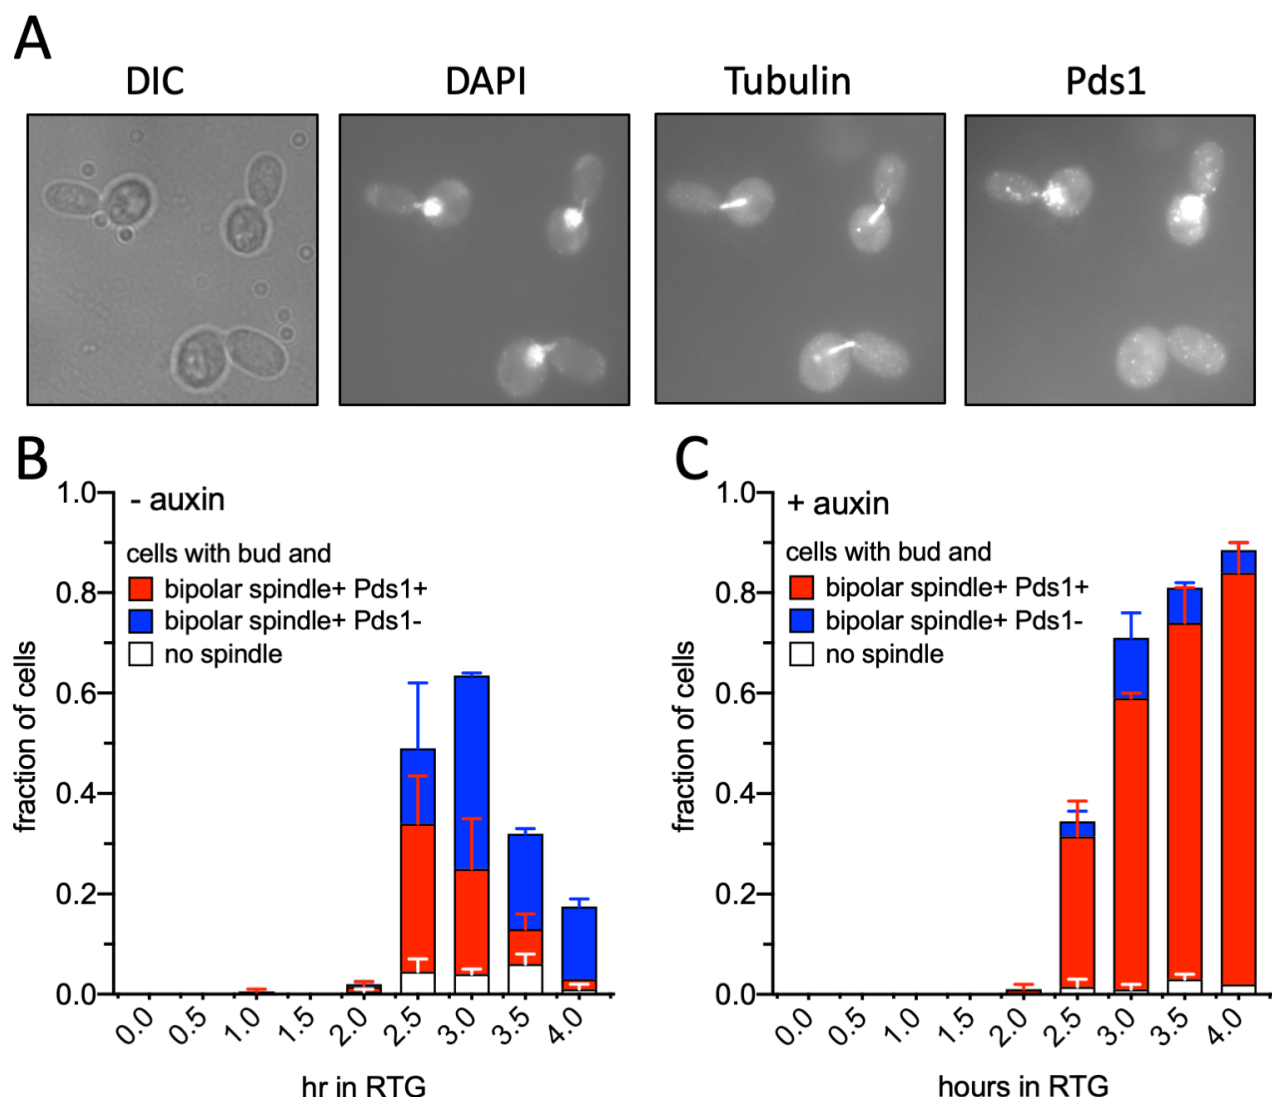 A
DIC
DAPI
Tubulin
Pds1
B
- auxin
cells with bud and
bipolar spindle+ Pds1+
bipolar spindle+ Pds1-
no spindle
fraction of cells
1.0
0.8
0.6
0.4
0.2
0.0
0.0 0.5 1.0 1.5 2.0 2.5 3.0 3.5 4.0
hr in RTG
C
+ auxin
cells with bud and
bipolar spindle+ Pds1+
bipolar spindle+ Pds1-
no spindle
fraction of cells
1.0
0.8
0.6
0.4
0.2
0.0
0.0 0.5 1.0 1.5 2.0 2.5 3.0 3.5 4.0
hours in RTG